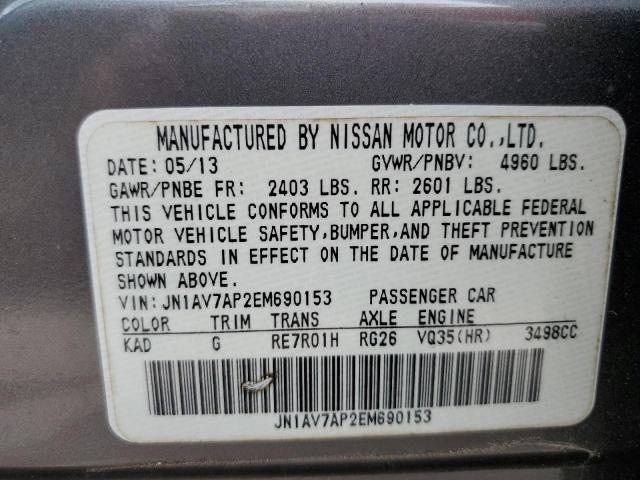 MANUFACTURED BY NISSAN MOTOR CO.,LTD.
DATE: 05/13 GVWR/PNBV: 4960 LBS.
GAWR/PNBE FR: 2403 LBS. RR: 2601 LBS.
THIS VEHICLE CONFORMS TO ALL APPLICABLE FEDERAL
MOTOR VEHICLE SAFETY,BUMPER,AND THEFT PREVENTION
STANDARDS IN EFFECT ON THE DATE OF MANUFACTURE
SHOWN ABOVE.
VIN: JN1AV7AP2EM690153 PASSENGER CAR
COLOR TRIM TRANS AXLE ENGINE
KAD G RE7R01H RG26 VQ35(HR) 3498CC
JN1AV7AP2EM690153